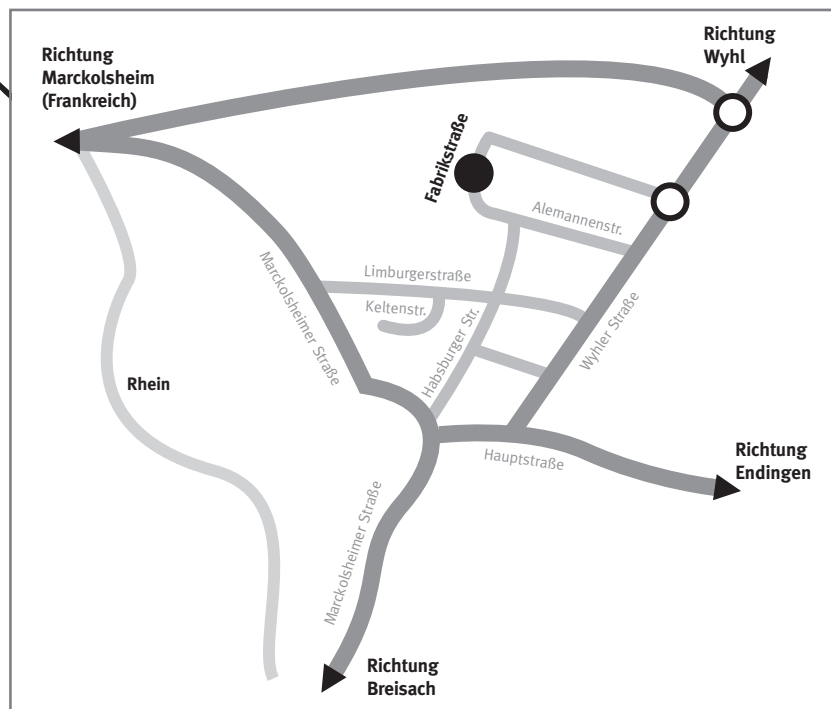 Richtung
Marckolsheim
(Frankreich)
Richtung
Wyhl
Fabrikstraße
Alemannenstr.
Limburgerstraße
Keltenstr.
Marckolsheimer Straße
Habsburger Str.
Wyhler Straße
Rhein
Hauptstraße
Richtung
Endingen
Marckolsheimer Straße
Richtung
Breisach